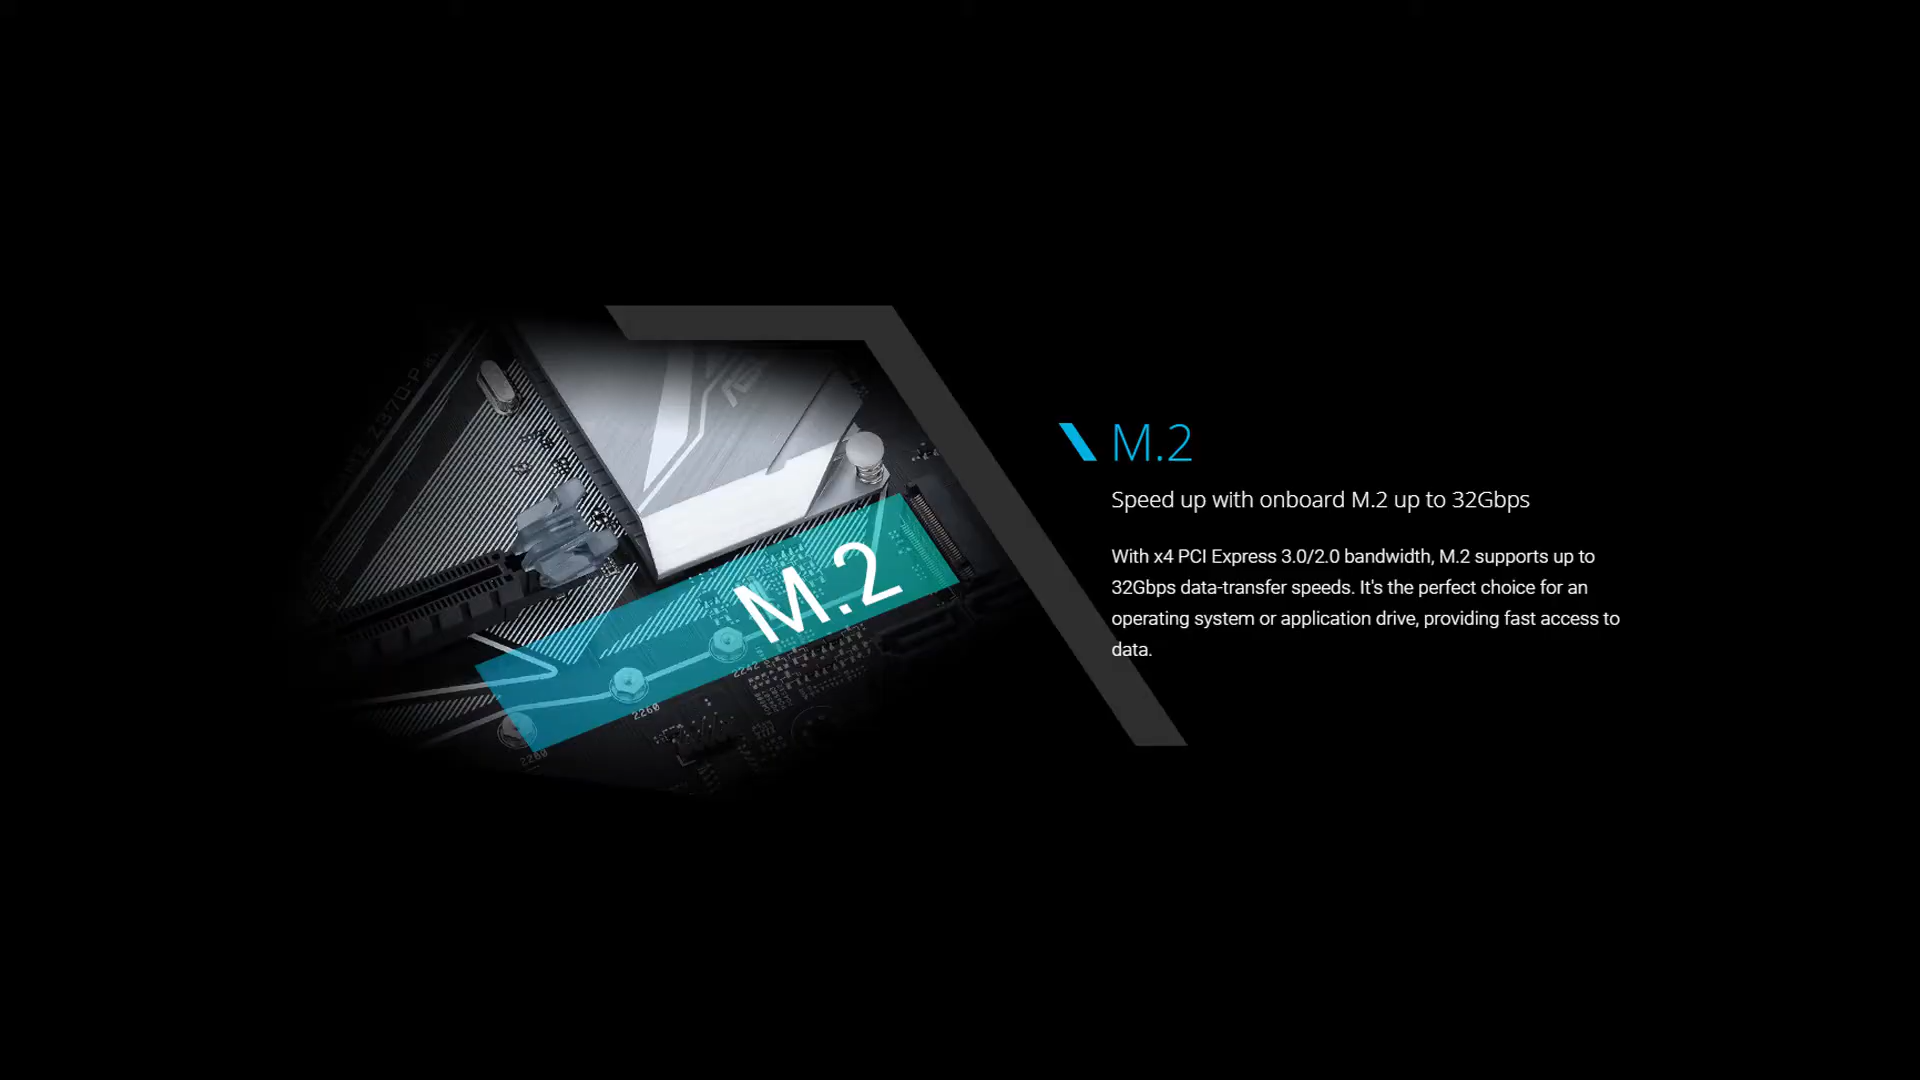 M.2
Speed up with onboard M.2 up to 32Gbps
With x4 PCI Express 3.0/2.0 bandwidth, M.2 supports up to
32Gbps data-transfer speeds. It's the perfect choice for an
operating system or application drive, providing fast access to
data.
Z370-P
M.2
2242
2260
2280